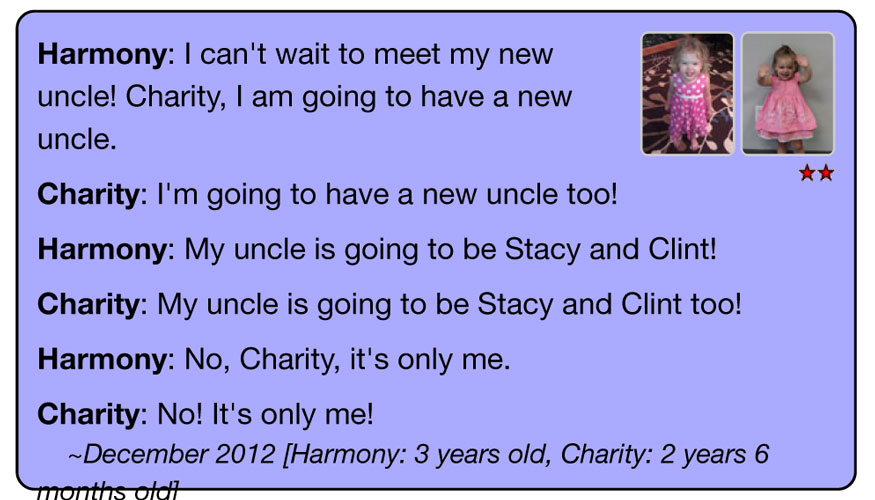 Harmony: I can't wait to meet my new
uncle! Charity, I am going to have a new
uncle.
Charity: I'm going to have a new uncle too!
Harmony: My uncle is going to be Stacy and Clint!
Charity: My uncle is going to be Stacy and Clint too!
Harmony: No, Charity, it's only me.
Charity: No! It's only me!
~December 2012 [Harmony: 3 years old, Charity: 2 years 6
months old]